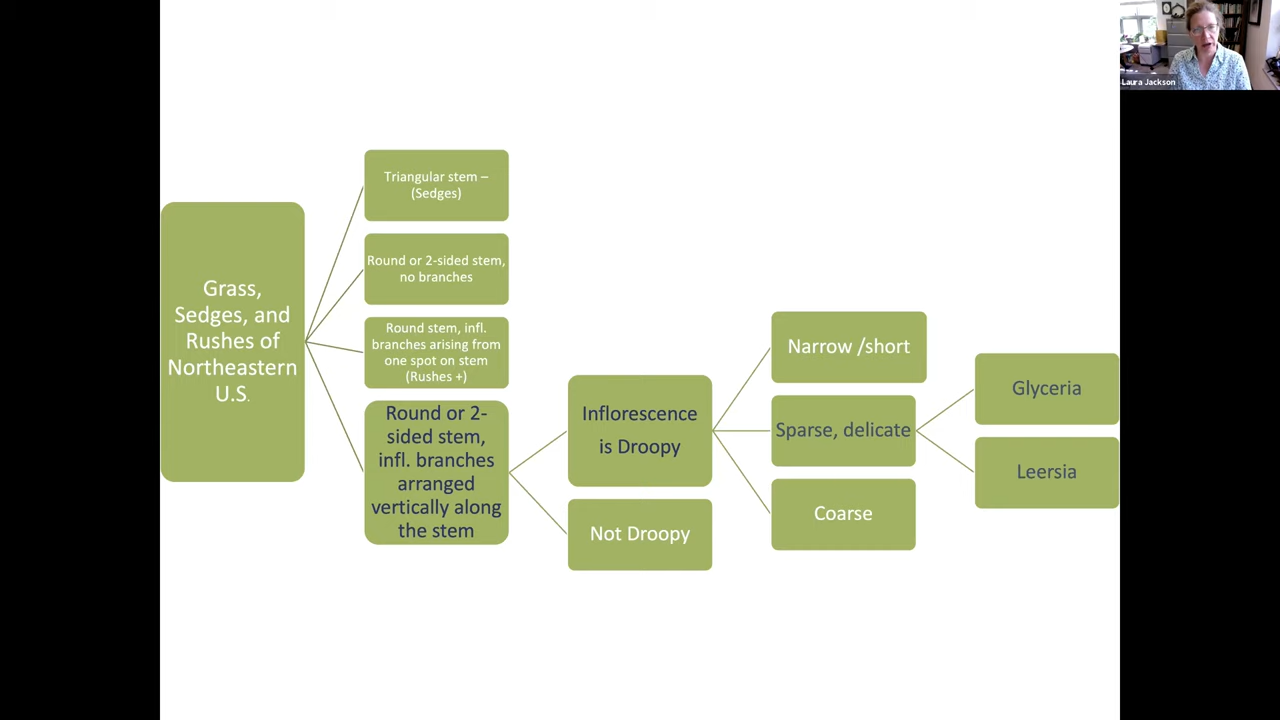 Laura Jackson
Grass,
Sedges, and
Rushes of
Northeastern
U.S.
Triangular stem –
(Sedges)
Round or 2-sided stem,
no branches
Round stem, infl.
branches arising from
one spot on stem
(Rushes +)
Round or 2-
sided stem,
infl. branches
arranged
vertically along
the stem
Inflorescence
is Droopy
Not Droopy
Narrow /short
Sparse, delicate
Coarse
Glyceria
Leersia